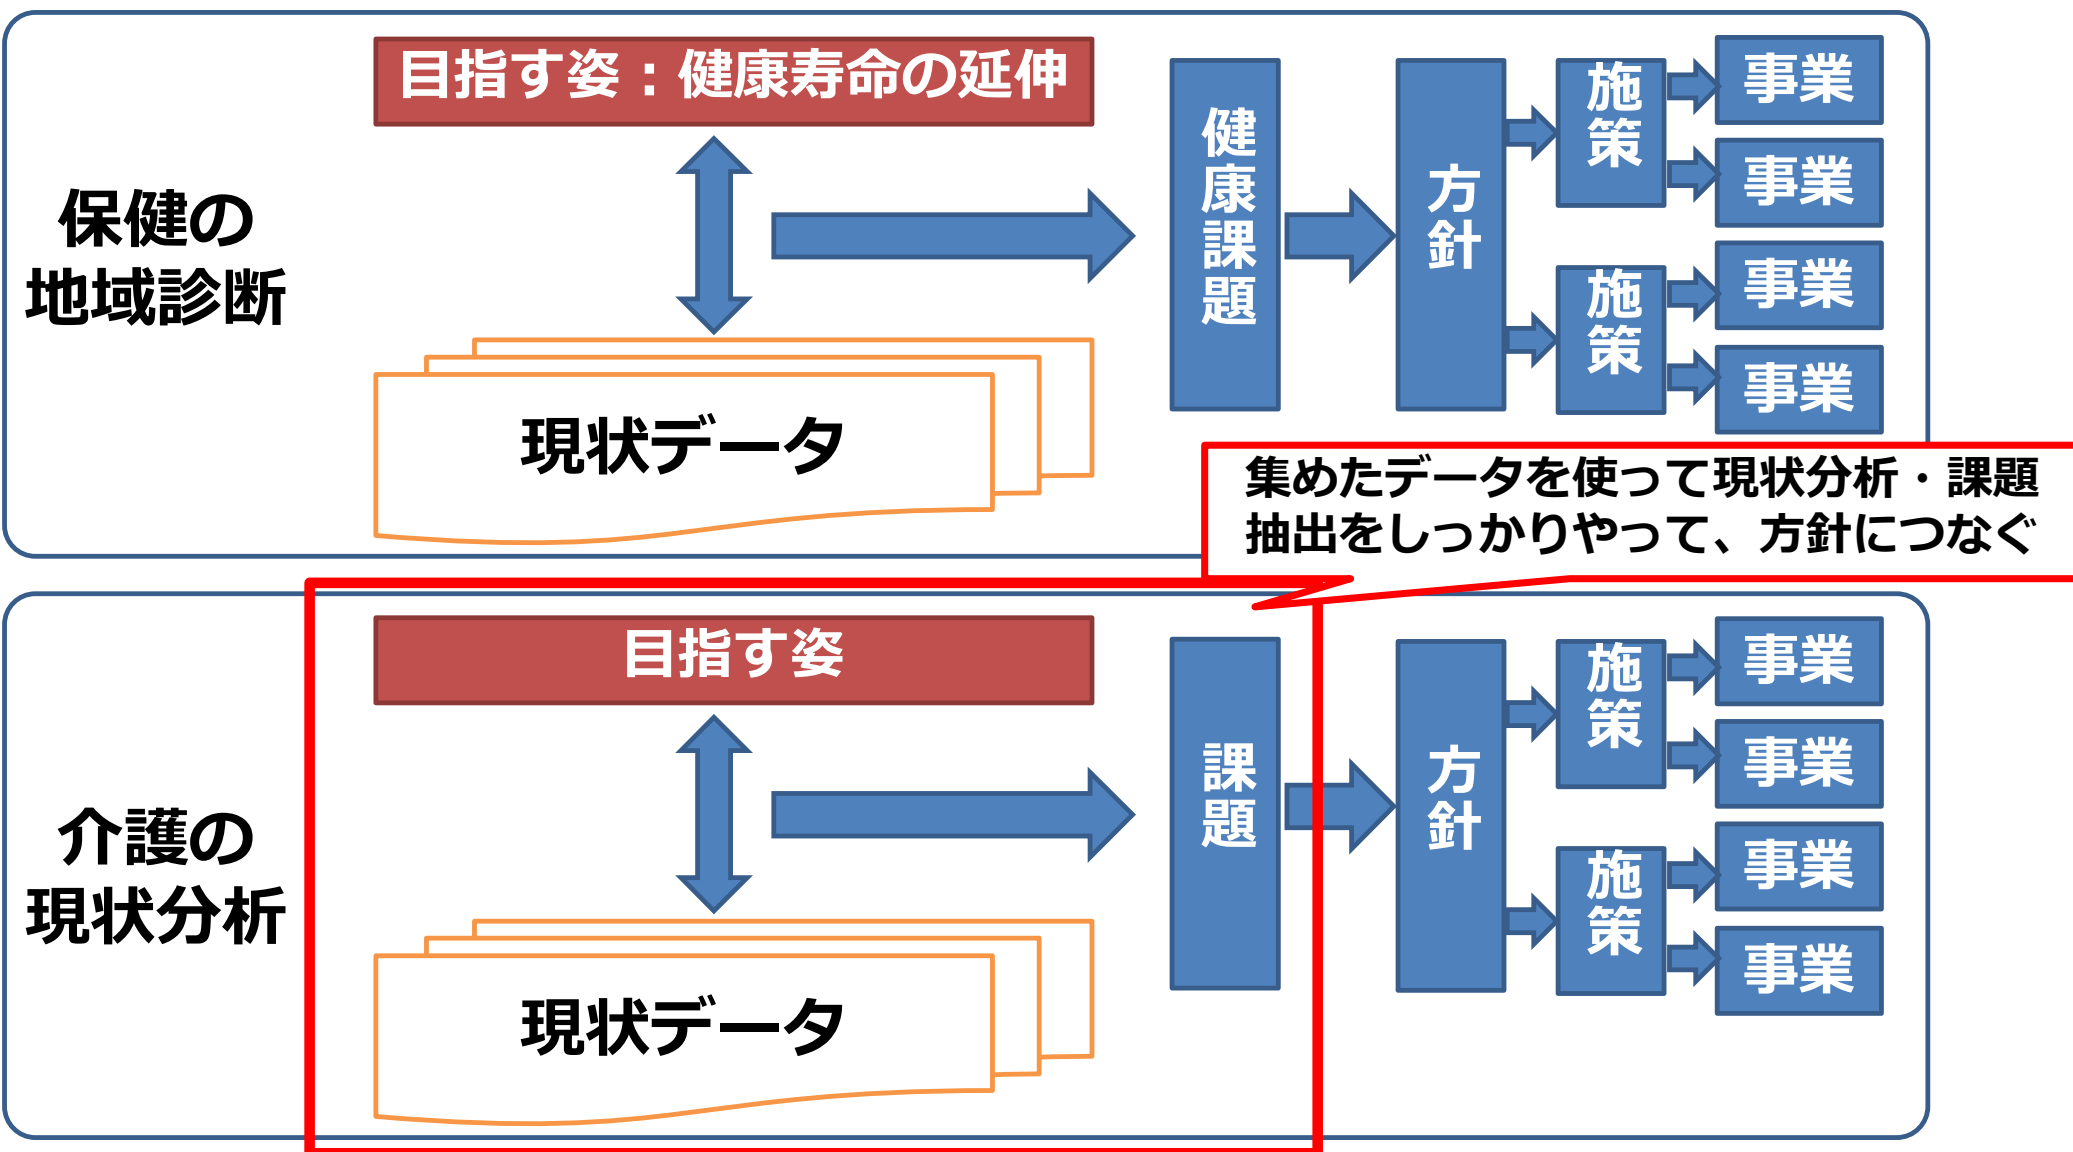 保健の
地域診断
目指す姿：健康寿命の延伸
現状データ
健康課題
方針
施策
事業
事業
施策
事業
事業
集めたデータを使って現状分析・課題
抽出をしっかりやって、方針につなぐ
介護の
現状分析
目指す姿
現状データ
課題
方針
施策
事業
事業
施策
事業
事業